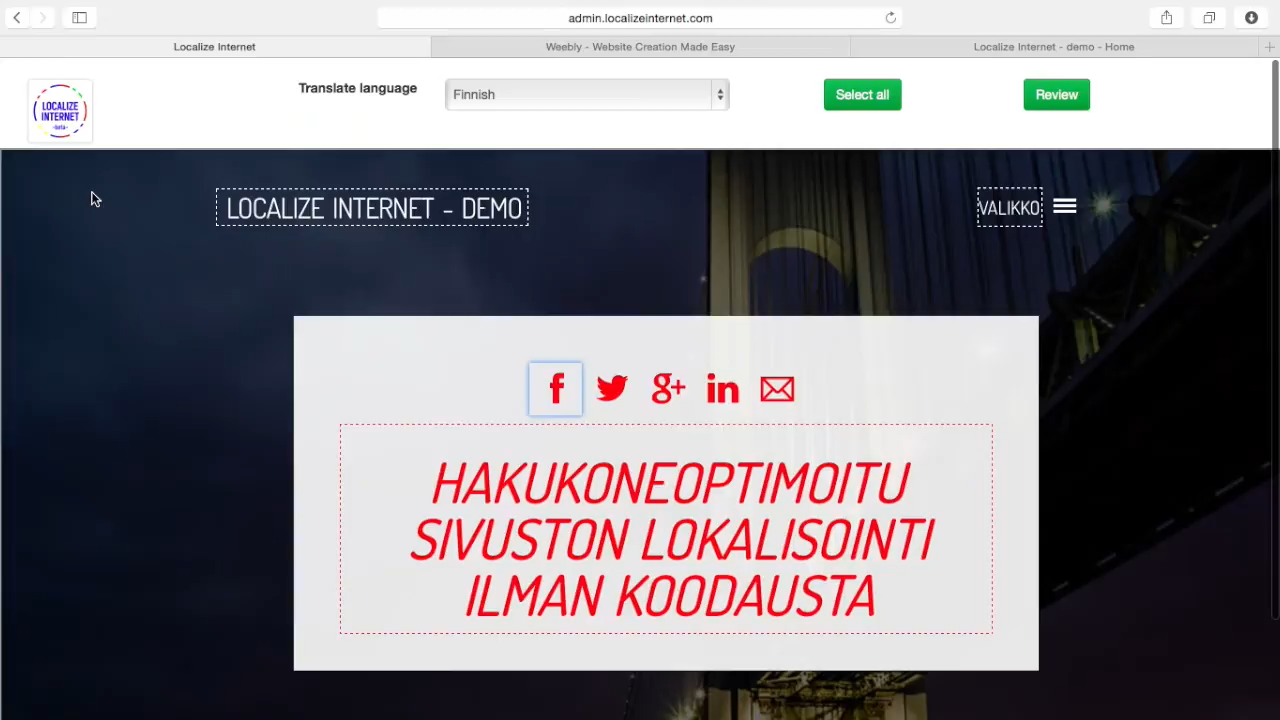 admin.localizeinternet.com
Localize Internet
Weebly - Website Creation Made Easy
Localize Internet - demo - Home
LOCALIZE
INTERNET
-beta-
Translate language
Finnish
Select all
Review
LOCALIZE INTERNET - DEMO
VALIKKO
HAKUKONEOPTIMOITU
SIVUSTON LOKALISOINTI
ILMAN KOODAUSTA